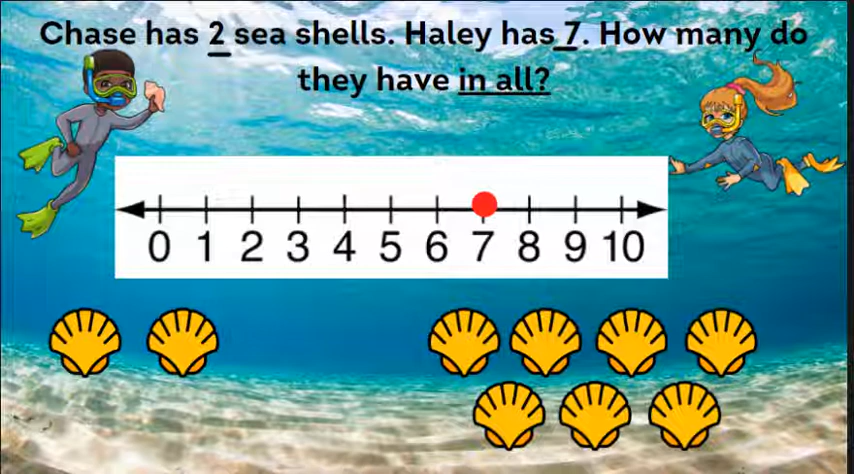 Chase has 2 sea shells. Haley has 7. How many do
they have in all?
0 1 2 3 4 5 6 7 8 9 10